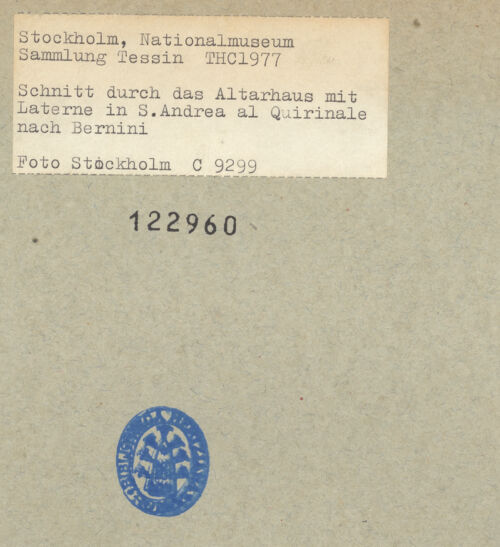 Stockholm, Nationalmuseum
Sammlung Tessin THC1977
Schnitt durch das Altarhaus mit
Laterne in S.Andrea al Quirinale
nach Bernini
Foto Stockholm C 9299
122960